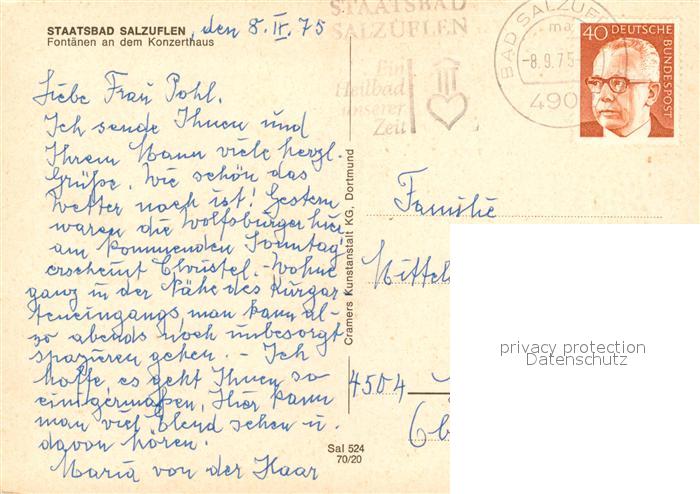 STAATSBAD SALZUFLEN, den 8. IX. 75
Fontänen an dem Konzerthaus
Liebe Frau Pohl.
Ich sende Ihnen und
Ihrem Mann viele herzl.
Grüße. Wie schön das
Wetter noch ist! Gestern
waren die Wolfsburger hier
am kommenden Sonntag
erscheint Christel. - Wohne
ganz in der Nähe des Kurgar
teneingangs, man kann al-
so abends noch unbesorgt
spazieren gehen. - Ich
hoffe, es geht Ihnen so
einigermaßen, Hier kann
man viel Elend sehen u.
davon hören.
Maria von der Haar
Cramers Kunstanstalt KG, Dortmund
Sal 524
70/20
STAATSBAD
SALZUFLEN
Ein
Heilbad
unserer
Zeit
BAD SALZUFL
-8.9.75-
490
40 DEUTSCHE
BUNDESPOST
Familie
Mittel
4504
privacy protection
Datenschutz